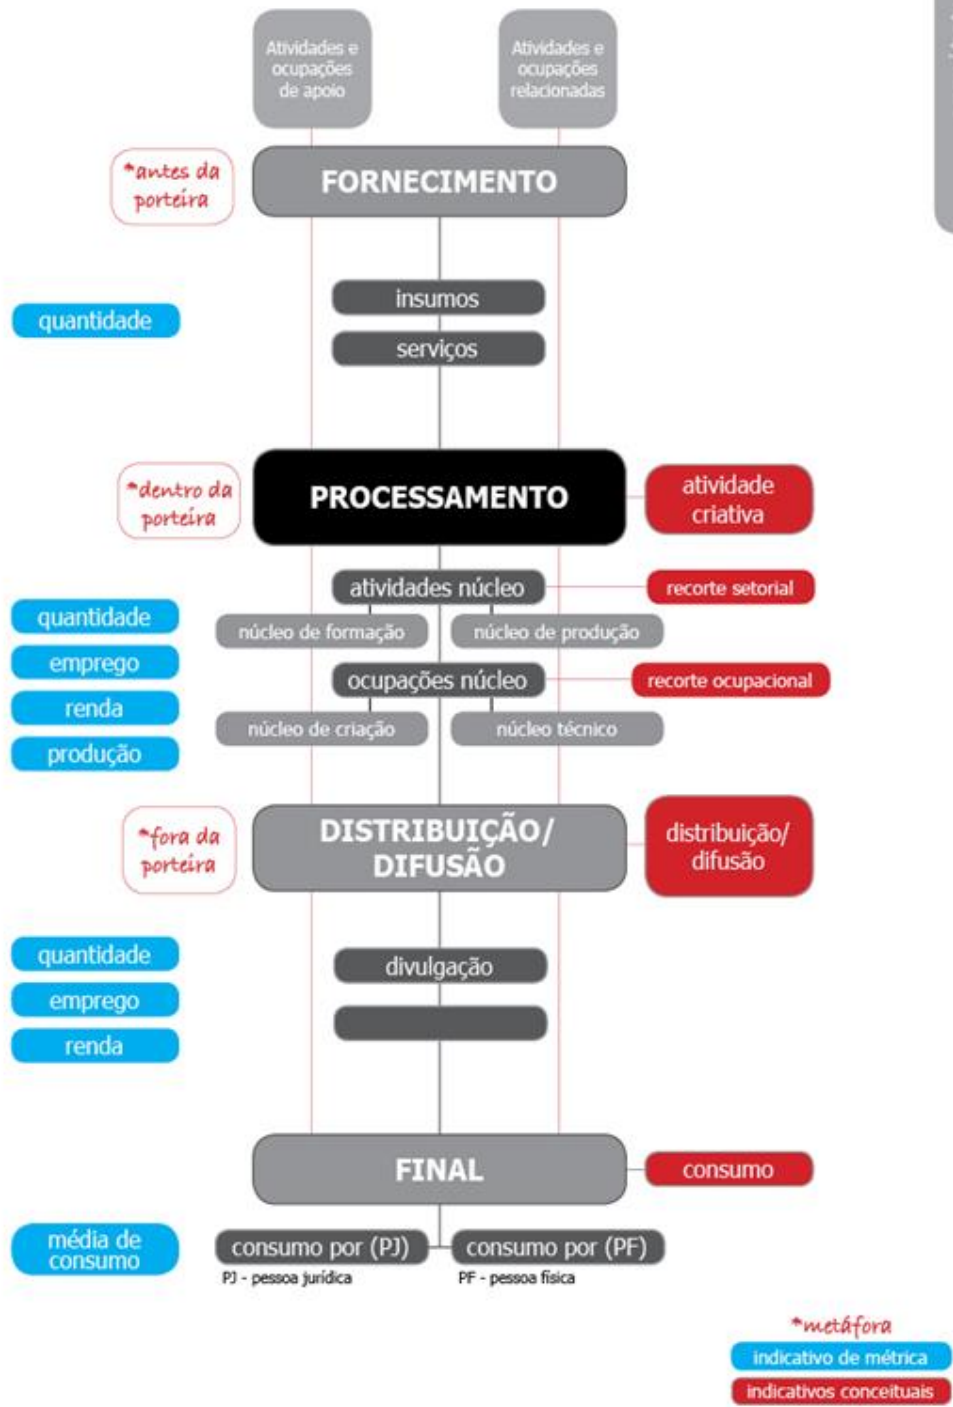 Atividades e
ocupações
de apoio
Atividades e
ocupações
relacionadas
*antes da
porteira
FORNECIMENTO
insumos
quantidade
serviços
*dentro da
porteira
PROCESSAMENTO
atividade
criativa
atividades núcleo
recorte setorial
quantidade
núcleo de formação
núcleo de produção
emprego
ocupações núcleo
recorte ocupacional
renda
núcleo de criação
núcleo técnico
produção
*fora da
porteira
DISTRIBUIÇÃO/
DIFUSÃO
distribuição/
difusão
quantidade
divulgação
emprego
renda
FINAL
consumo
média de
consumo
consumo por (PJ)
consumo por (PF)
PJ - pessoa jurídica
PF - pessoa física
*metáfora
indicativo de métrica
indicativos conceituais